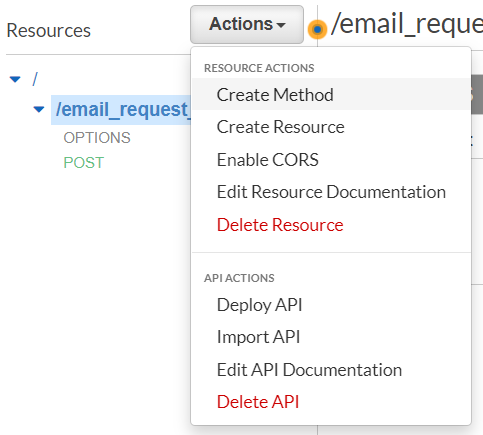 Resources
Actions
/email_reque
/
/email_request_
OPTIONS
POST
RESOURCE ACTIONS
Create Method
Create Resource
Enable CORS
Edit Resource Documentation
Delete Resource
API ACTIONS
Deploy API
Import API
Edit API Documentation
Delete API